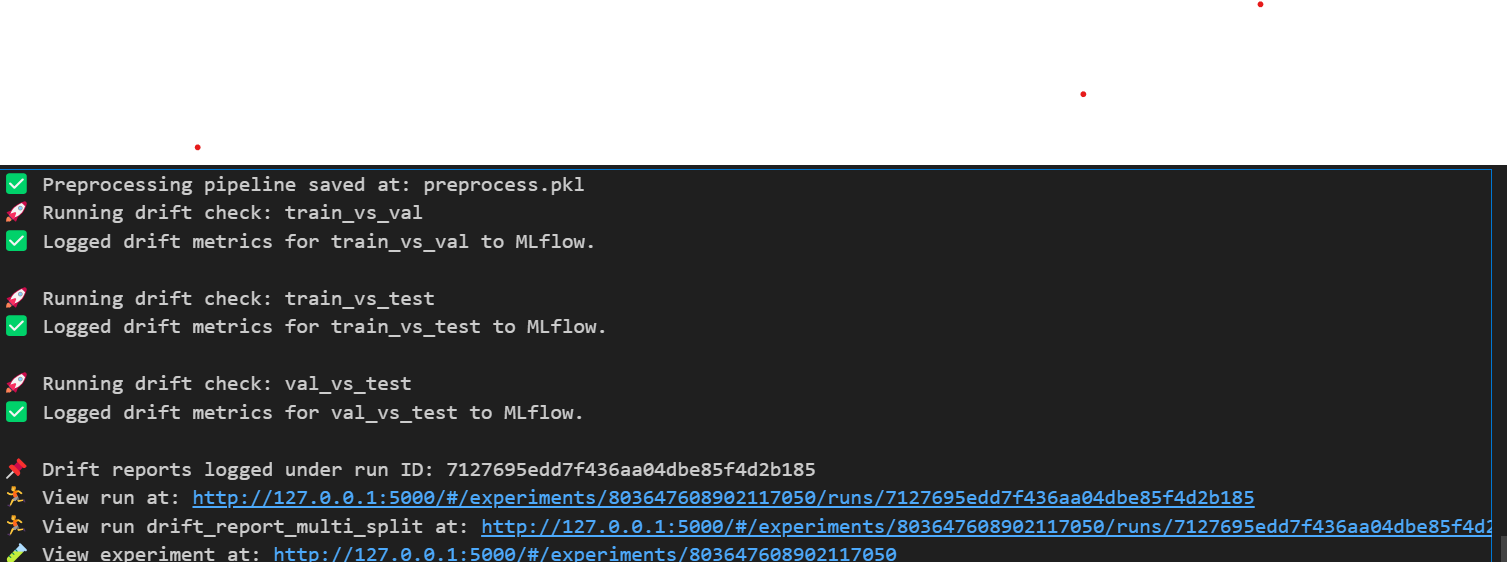 ✅ Preprocessing pipeline saved at: preprocess.pkl
🚀 Running drift check: train_vs_val
✅ Logged drift metrics for train_vs_val to MLflow.
🚀 Running drift check: train_vs_test
✅ Logged drift metrics for train_vs_test to MLflow.
🚀 Running drift check: val_vs_test
✅ Logged drift metrics for val_vs_test to MLflow.
📌 Drift reports logged under run ID: 7127695edd7f436aa04dbe85f4d2b185
🏃 View run at: http://127.0.0.1:5000/#/experiments/803647608902117050/runs/7127695edd7f436aa04dbe85f4d2b185
🏃 View run drift_report_multi_split at: http://127.0.0.1:5000/#/experiments/803647608902117050/runs/7127695edd7f436aa04dbe85f4d2
🧪 View experiment at: http://127.0.0.1:5000/#/experiments/803647608902117050